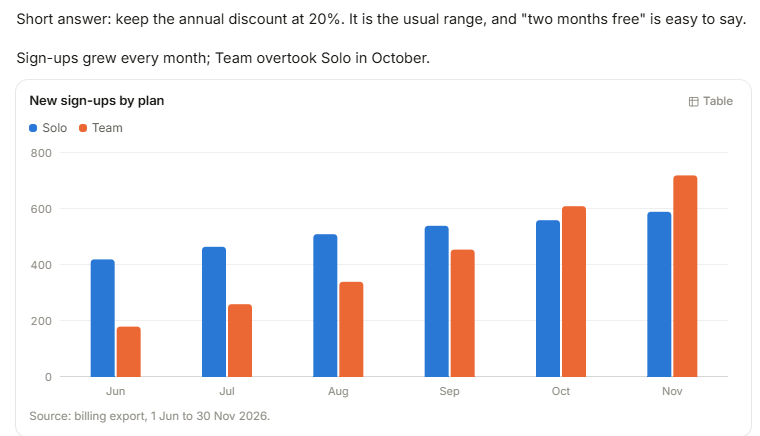 Short answer: keep the annual discount at 20%. It is the usual range, and "two months free" is easy to say.
Sign-ups grew every month; Team overtook Solo in October.
New sign-ups by plan
Table
Solo
Team
800
600
400
200
0
Jun
Jul
Aug
Sep
Oct
Nov
Source: billing export, 1 Jun to 30 Nov 2026.